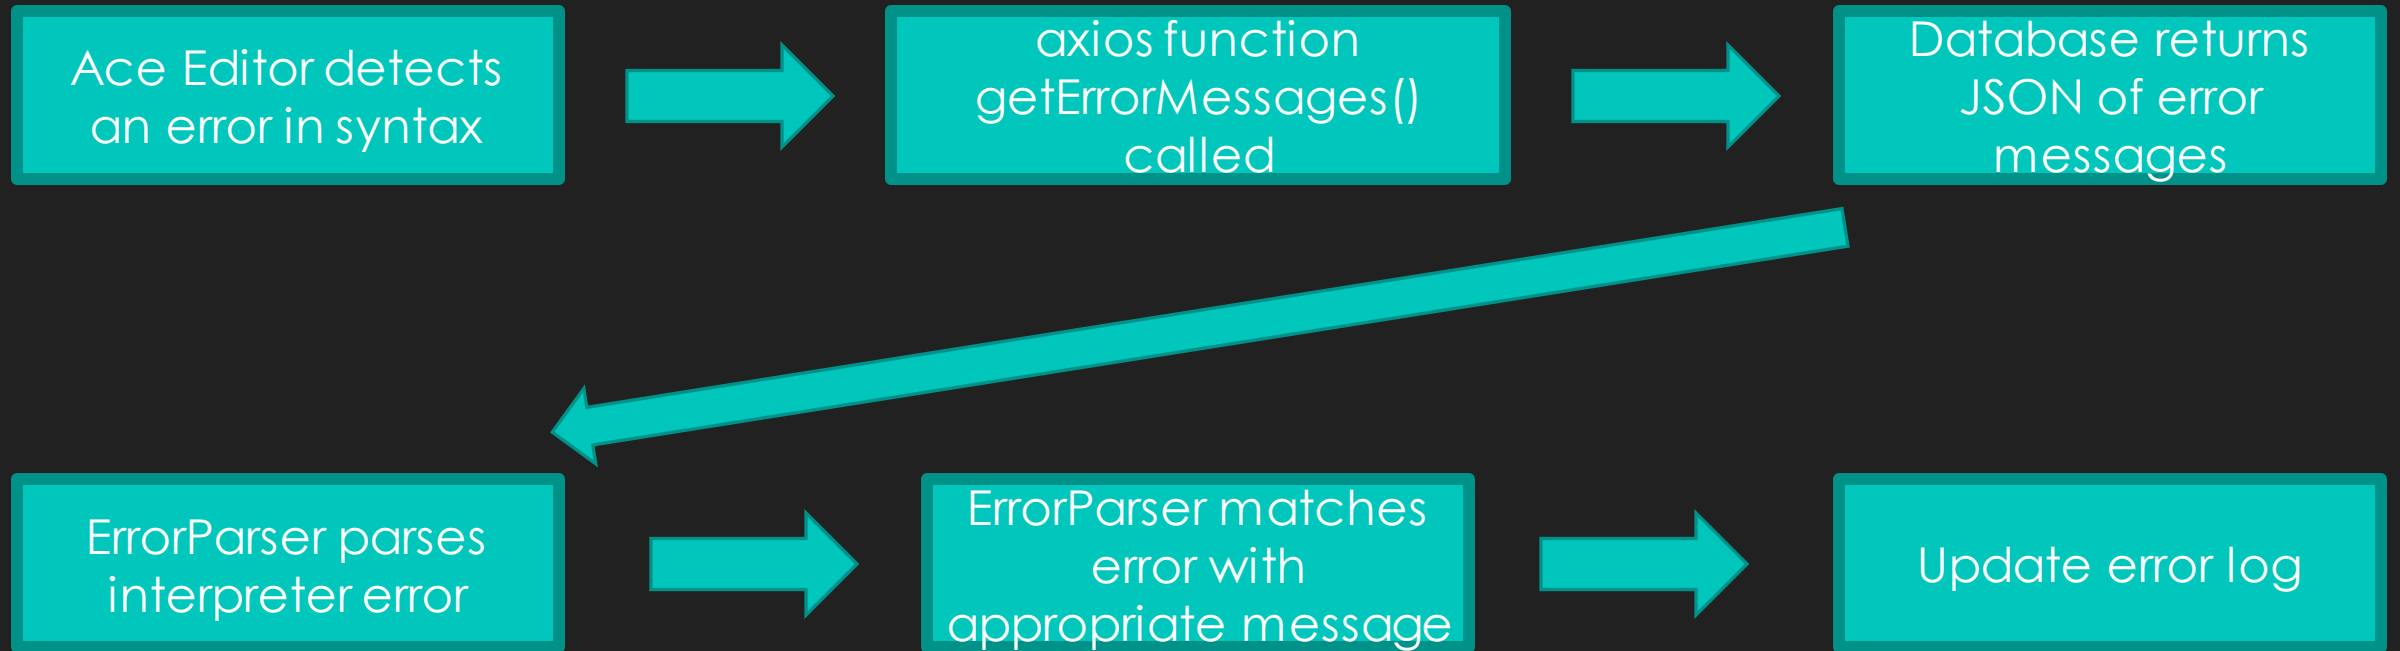 Ace Editor detects
an error in syntax
axios function
getErrorMessages()
called
Database returns
JSON of error
messages
ErrorParser parses
interpreter error
ErrorParser matches
error with
appropriate message
Update error log